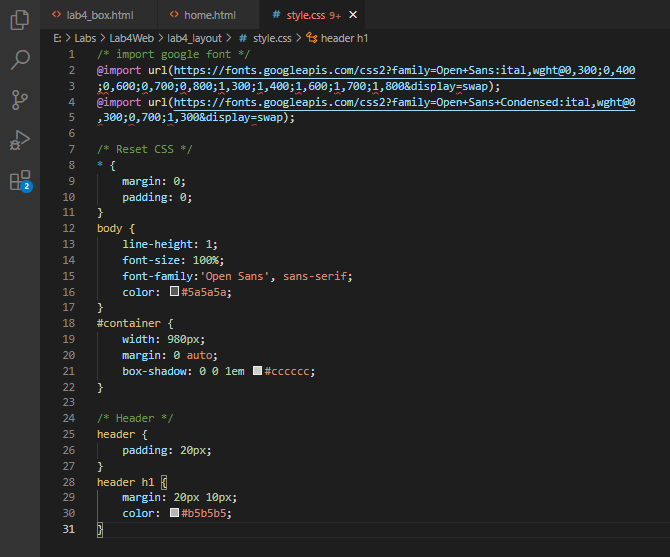 lab4_box.html home.html # style.css 9+ ×
E: > Labs > Lab4Web > lab4_layout > # style.css > header h1
1 /* import google font */
2 @import url(https://fonts.googleapis.com/css2?family=Open+Sans:ital,wght@0,300;0,400
3 ;0,600;0,700;0,800;1,300;1,400;1,600;1,700;1,800&display=swap);
4 @import url(https://fonts.googleapis.com/css2?family=Open+Sans+Condensed:ital,wght@0
5 ,300;0,700;1,300&display=swap);
6
7 /* Reset CSS */
8 * {
9 margin: 0;
10 padding: 0;
11 }
12 body {
13 line-height: 1;
14 font-size: 100%;
15 font-family:'Open Sans', sans-serif;
16 color: #5a5a5a;
17 }
18 #container {
19 width: 980px;
20 margin: 0 auto;
21 box-shadow: 0 0 1em #cccccc;
22 }
23
24 /* Header */
25 header {
26 padding: 20px;
27 }
28 header h1 {
29 margin: 20px 10px;
30 color: #b5b5b5;
31 }
2